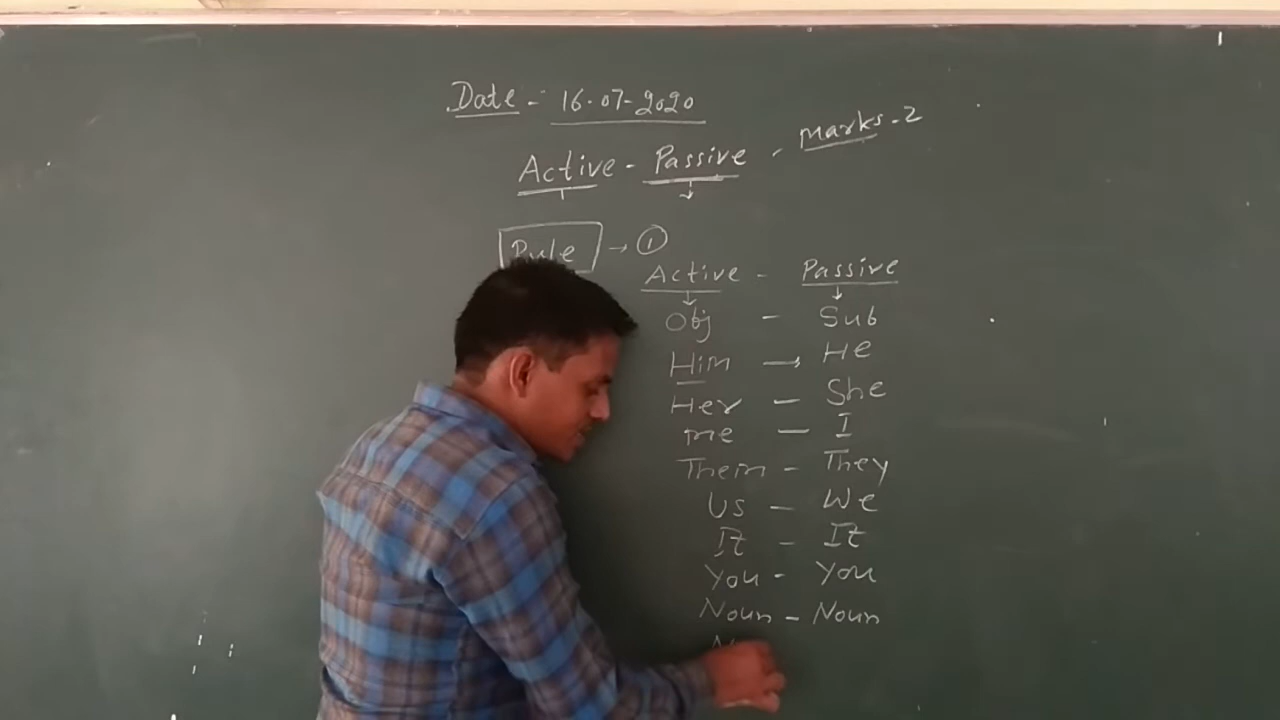 Date - 16-07-2020
Active - Passive - Marks-2
Rule → ①
Active - Passive
Obj - Sub
Him → He
Her - She
me - I
Them - They
Us - We
It - It
You - You
Noun - Noun